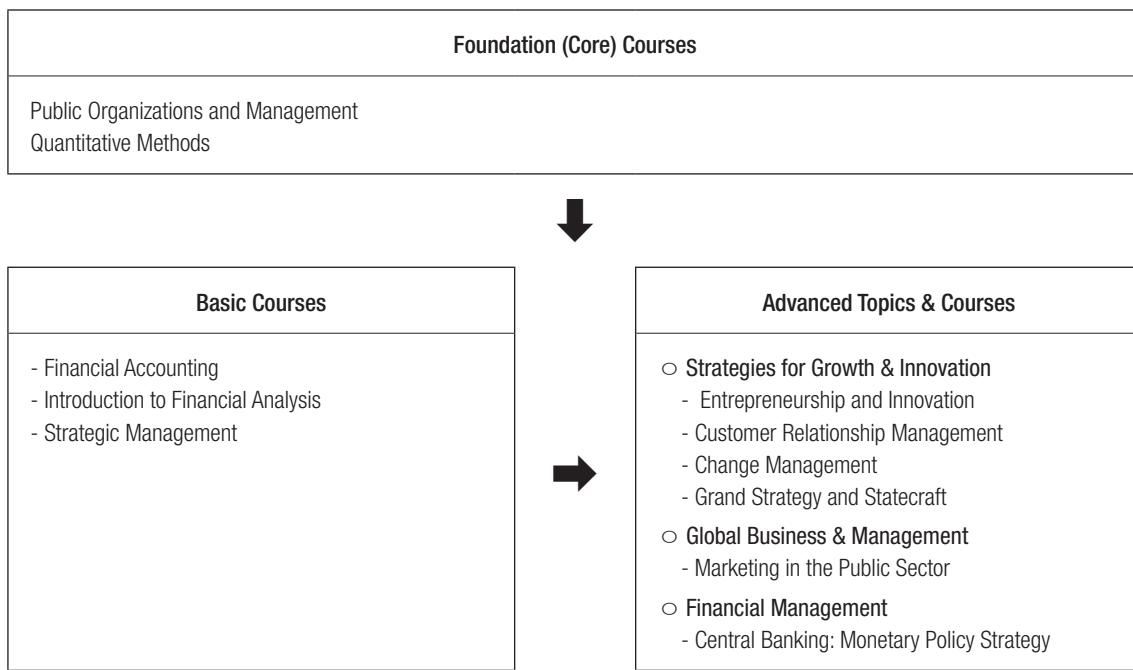 Foundation (Core) Courses
Public Organizations and Management
Quantitative Methods
Basic Courses
- Financial Accounting
- Introduction to Financial Analysis
- Strategic Management
Advanced Topics & Courses
○ Strategies for Growth & Innovation
- Entrepreneurship and Innovation
- Customer Relationship Management
- Change Management
- Grand Strategy and Statecraft
○ Global Business & Management
- Marketing in the Public Sector
○ Financial Management
- Central Banking: Monetary Policy Strategy